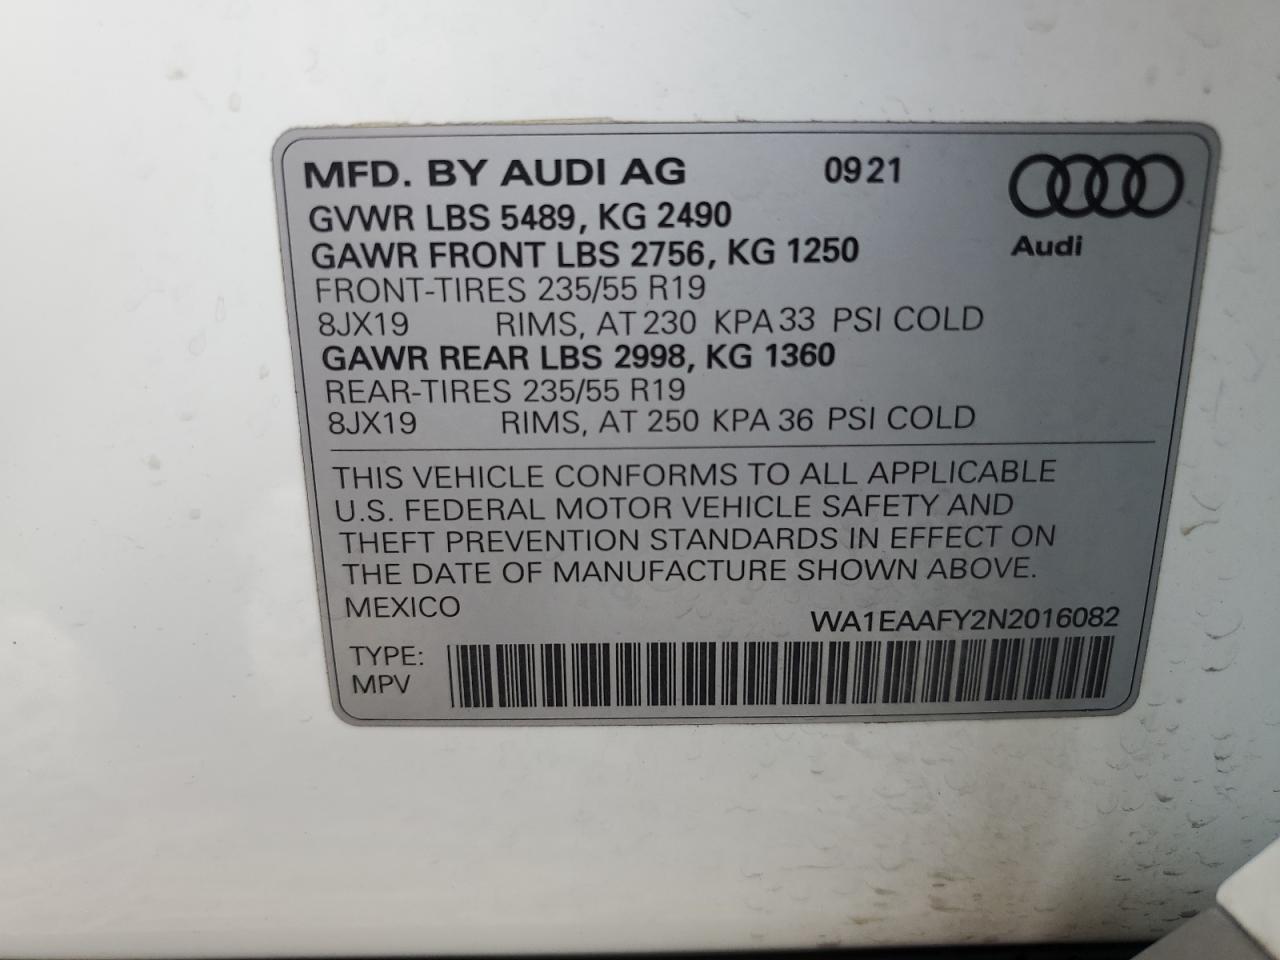 MFD. BY AUDI AG 0921
GVWR LBS 5489, KG 2490
GAWR FRONT LBS 2756, KG 1250
Audi
FRONT-TIRES 235/55 R19
8JX19 RIMS, AT 230 KPA 33 PSI COLD
GAWR REAR LBS 2998, KG 1360
REAR-TIRES 235/55 R19
8JX19 RIMS, AT 250 KPA 36 PSI COLD
THIS VEHICLE CONFORMS TO ALL APPLICABLE
U.S. FEDERAL MOTOR VEHICLE SAFETY AND
THEFT PREVENTION STANDARDS IN EFFECT ON
THE DATE OF MANUFACTURE SHOWN ABOVE.
MEXICO WA1EAAFY2N2016082
TYPE:
MPV